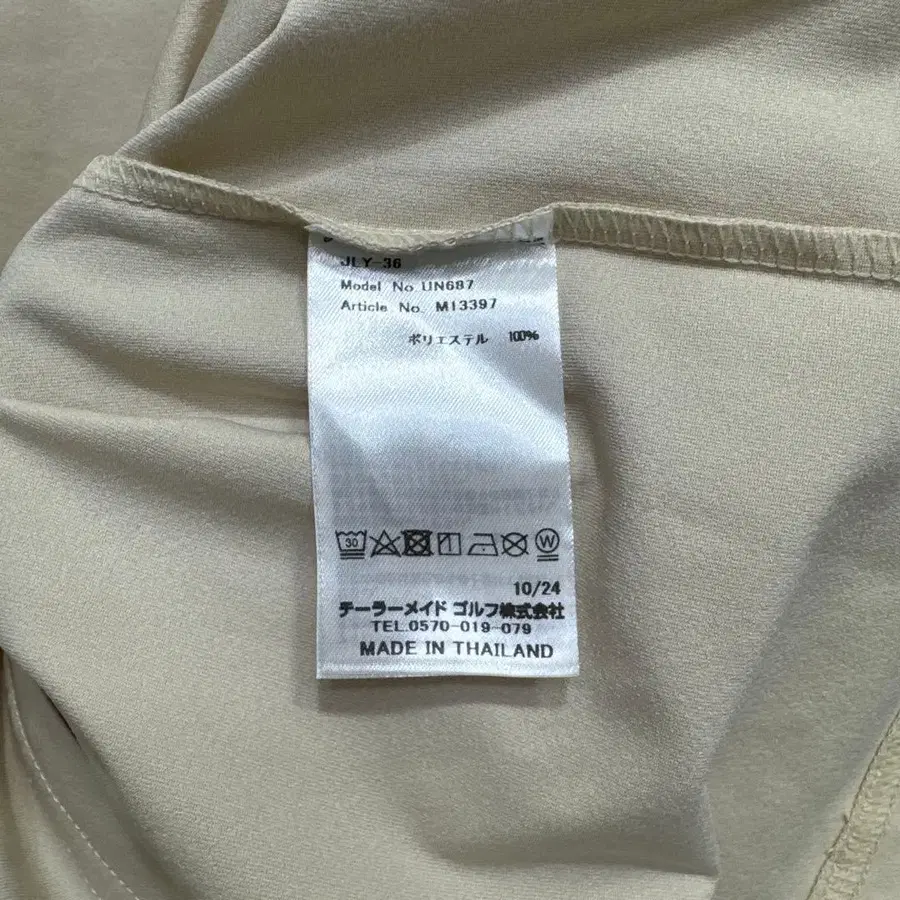 JLY-36
Model No. UN687
Article No. M13397
ポリエステル 100%
30 W
10/24
テーラーメイド ゴルフ株式会社
TEL.0570-019-079
MADE IN THAILAND